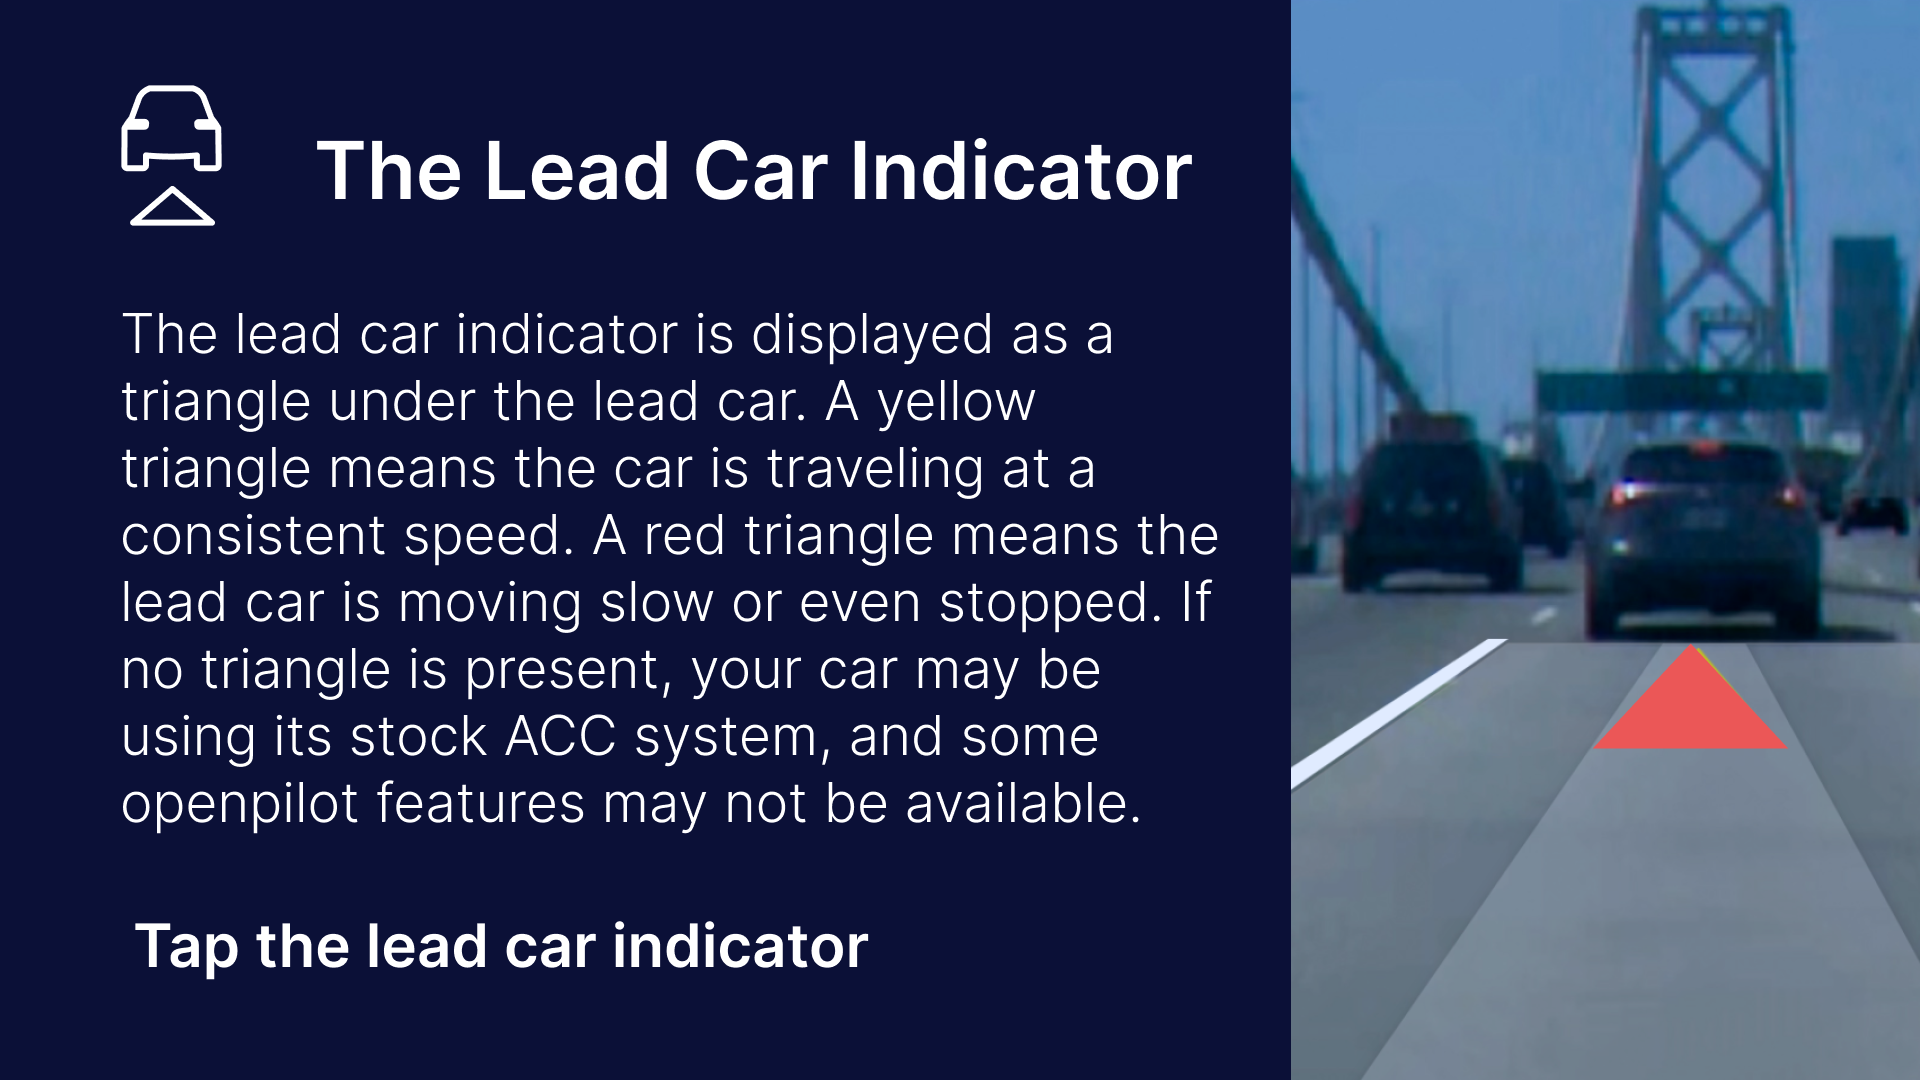 The Lead Car Indicator
The lead car indicator is displayed as a
triangle under the lead car. A yellow
triangle means the car is traveling at a
consistent speed. A red triangle means the
lead car is moving slow or even stopped. If
no triangle is present, your car may be
using its stock ACC system, and some
openpilot features may not be available.
Tap the lead car indicator